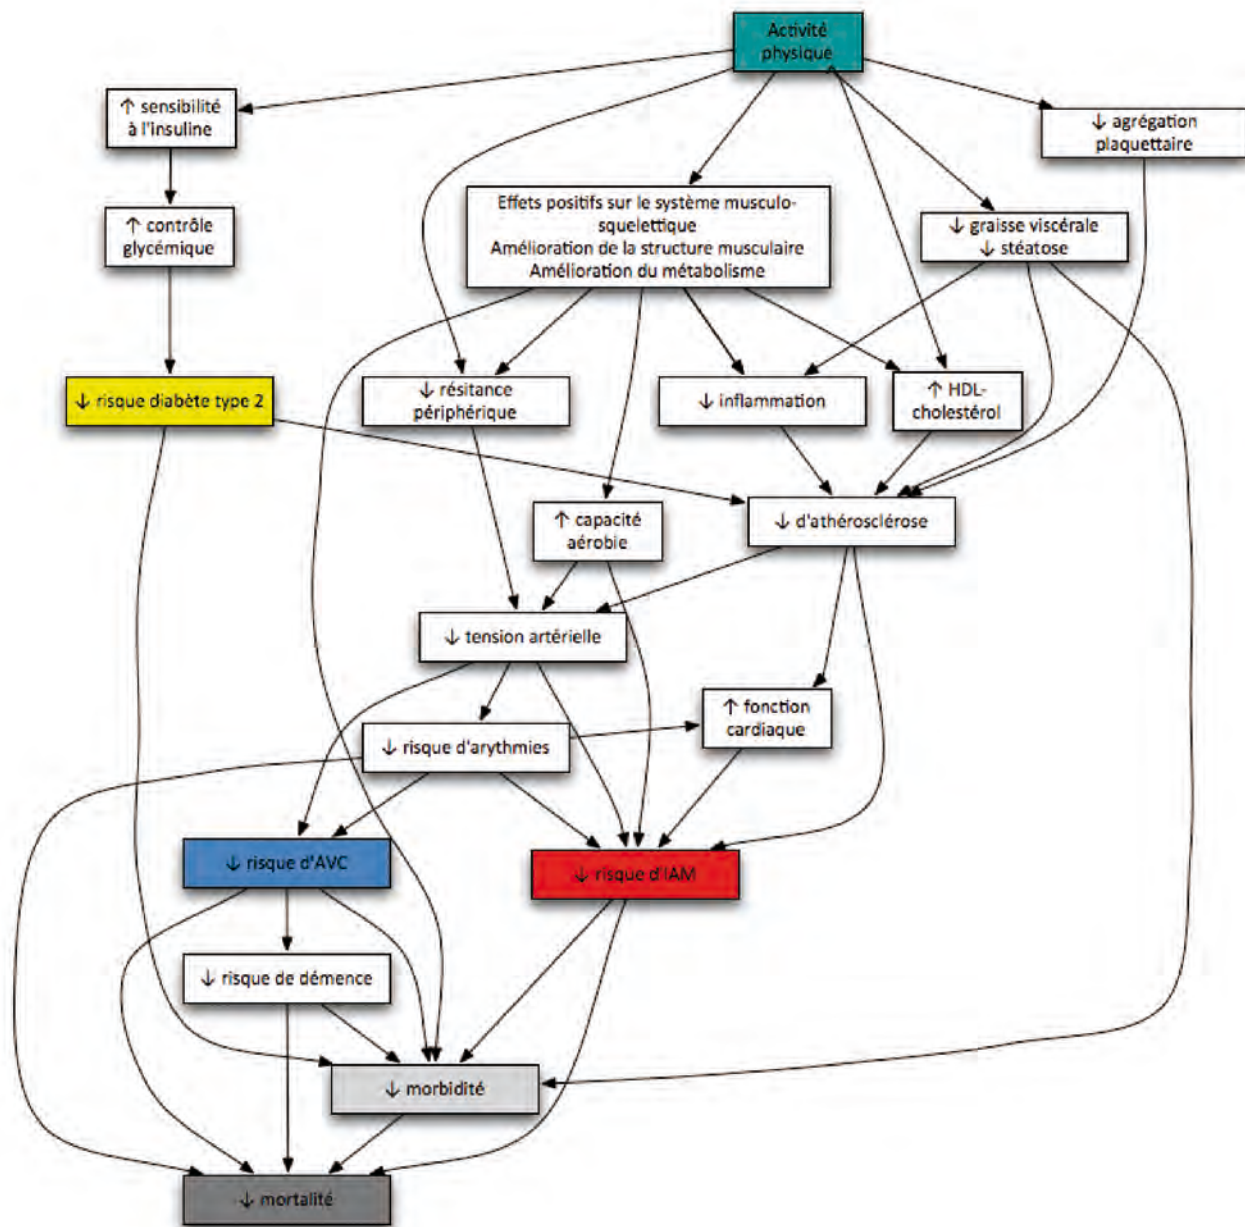 Activité
physique
↑ sensibilité
à l'insuline
↓ agrégation
plaquettaire
Effets positifs sur le système musculo-
squelettique
Amélioration de la structure musculaire
Amélioration du métabolisme
↑ contrôle
glycémique
↓ graisse viscérale
↓ stéatose
↓ risque diabète type 2
↓ résitance
périphérique
↓ inflammation
↑ HDL-
cholestérol
↑ capacité
aérobie
↓ d'athérosclérose
↓ tension artérielle
↑ fonction
cardiaque
↓ risque d'arythmies
↓ risque d'AVC
↓ risque d'IAM
↓ risque de démence
↓ morbidité
↓ mortalité